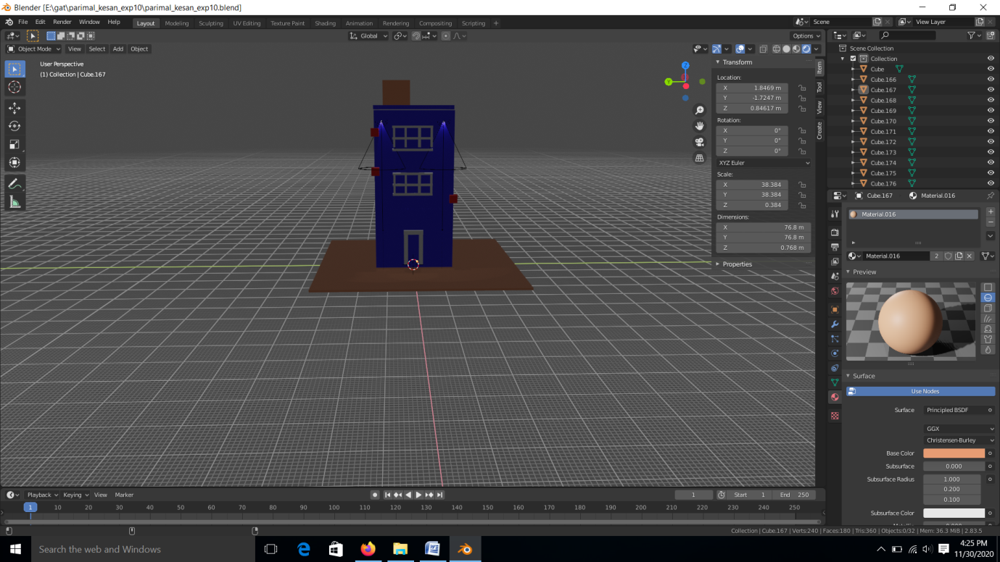 Blender [E:\gat\parimal_kesan_exp10\parimal_kesan_exp10.blend]
File Edit Render Window Help Layout Modeling Sculpting UV Editing Texture Paint Shading Animation Rendering Compositing Scripting + Scene View Layer
Global Options
Object Mode View Select Add Object
User Perspective
(1) Collection | Cube.167
Z
Y
Transform
Location:
X 1.8469 m
Y -1.7247 m
Z 0.84617 m
Rotation:
X 0°
Y 0°
Z 0°
XYZ Euler
Scale:
X 38.384
Y 38.384
Z 0.384
Dimensions:
X 76.8 m
Y 76.8 m
Z 0.768 m
Properties
Item
Tool
View
Create
Scene Collection
Collection
Cube
Cube.166
Cube.167
Cube.168
Cube.169
Cube.170
Cube.171
Cube.172
Cube.173
Cube.174
Cube.175
Cube.176
Cube.167 Material.016
Material.016
Material.016 2
Preview
Surface
Use Nodes
Surface Principled BSDF
GGX
Christensen-Burley
Base Color
Subsurface 0.000
Subsurface Radius 1.000
0.200
0.100
Subsurface Color
Playback Keying View Marker 1 Start 1 End 250
1 10 20 30 40 50 60 70 80 90 100 110 120 130 140 150 160 170 180 190 200 210 220 230 240 250
Collection | Cube.167 | Verts:240 | Faces:180 | Tris:360 | Objects:0/32 | Mem: 36.3 MiB | 2.83.5
Search the web and Windows
4:25 PM
11/30/2020